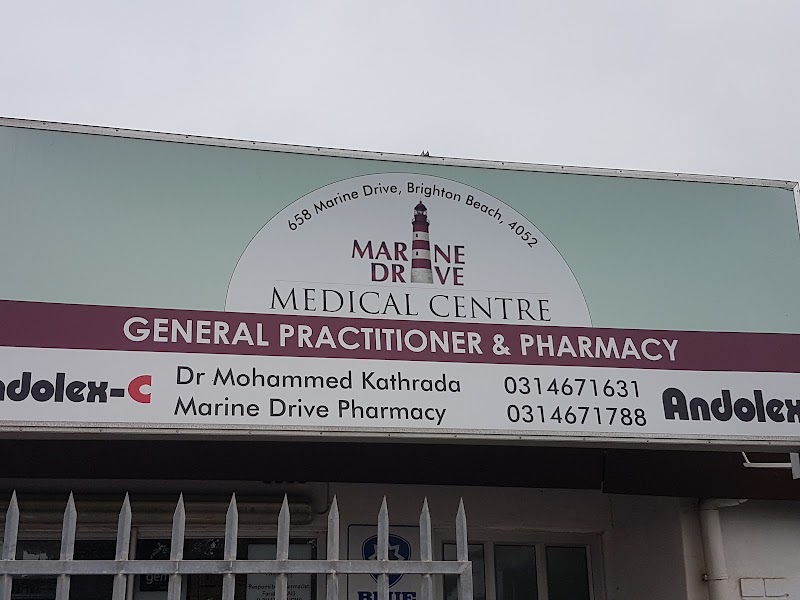 658 Marine Drive, Brighton Beach, 4052
MARINE
DRIVE
MEDICAL CENTRE
GENERAL PRACTITIONER & PHARMACY
ndolex-C Dr Mohammed Kathrada 0314671631 Andolex
Marine Drive Pharmacy 0314671788
BLUE